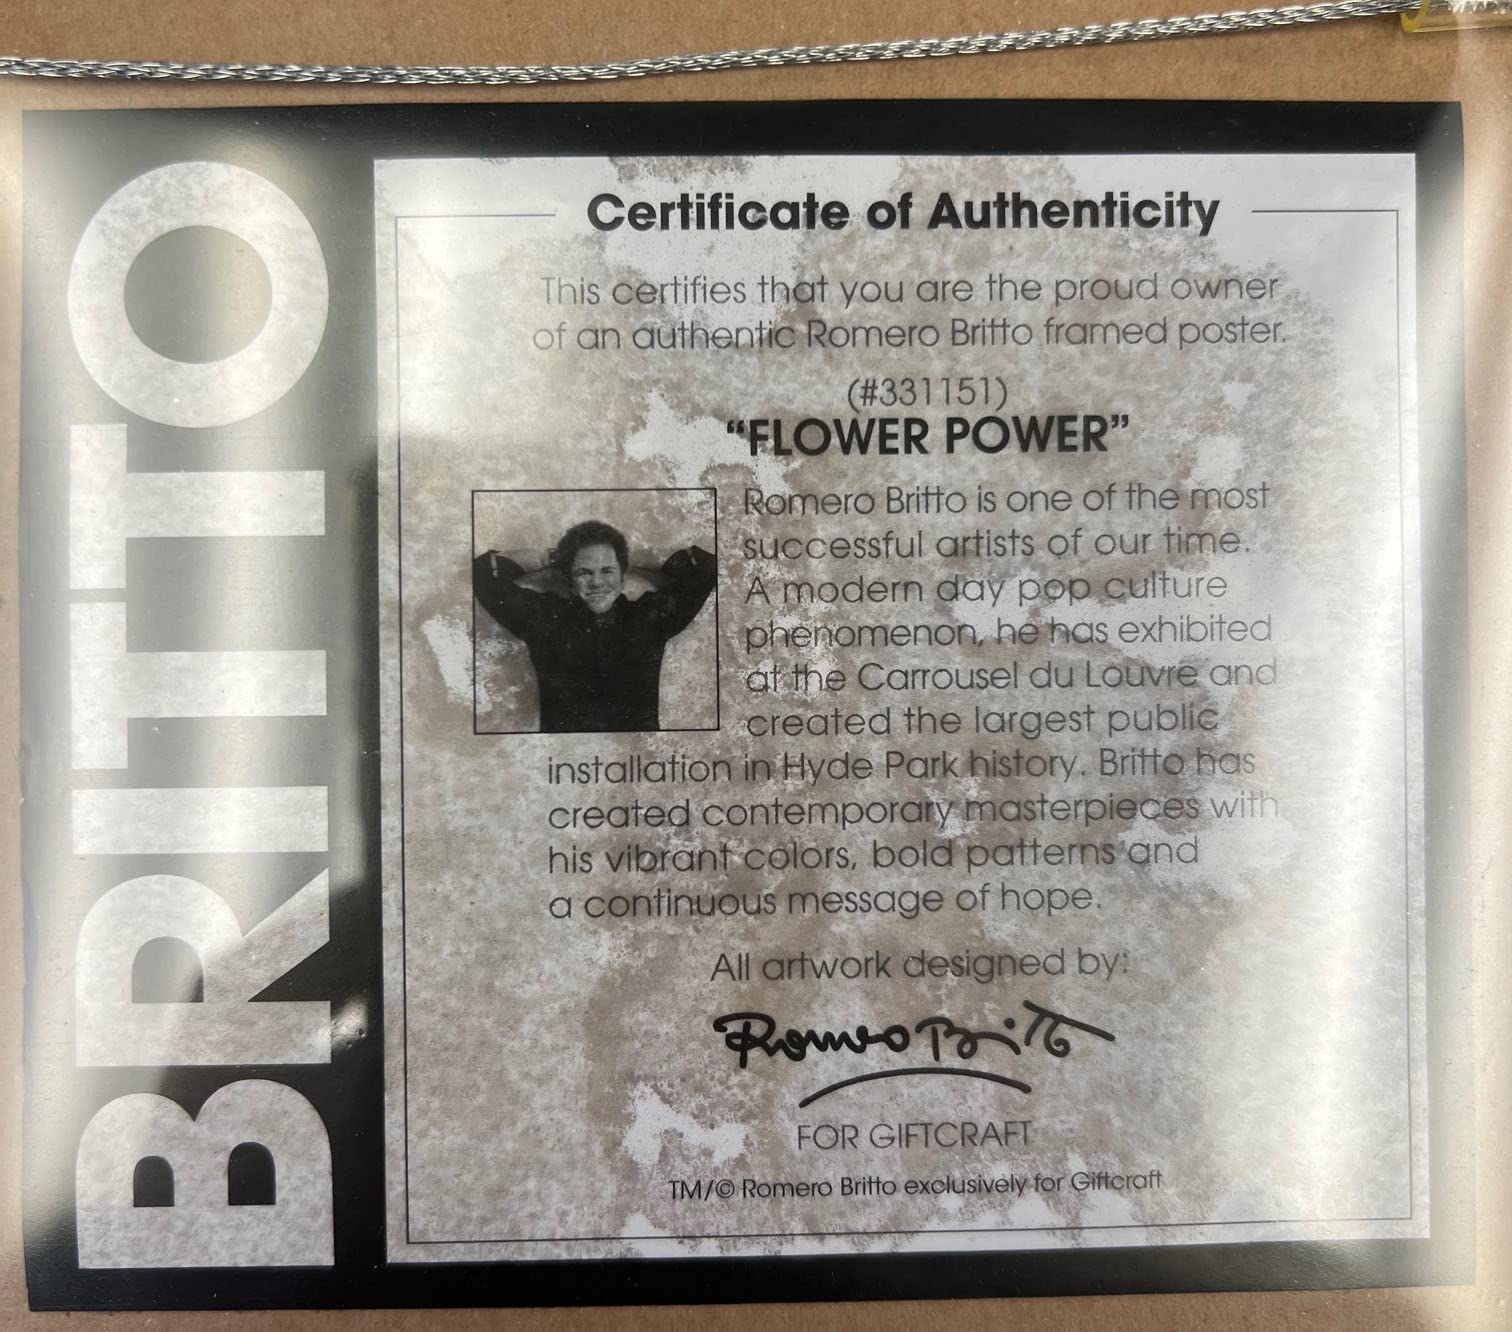 BRITTO
Certificate of Authenticity
This certifies that you are the proud owner
of an authentic Romero Britto framed poster.
(#331151)
“FLOWER POWER”
Romero Britto is one of the most
successful artists of our time.
A modern day pop culture
phenomenon, he has exhibited
at the Carrousel du Louvre and
created the largest public
installation in Hyde Park history. Britto has
created contemporary masterpieces with
his vibrant colors, bold patterns and
a continuous message of hope.
All artwork designed by:
Romero Britto
FOR GIFTCRAFT
TM/© Romero Britto exclusively for Giftcraft